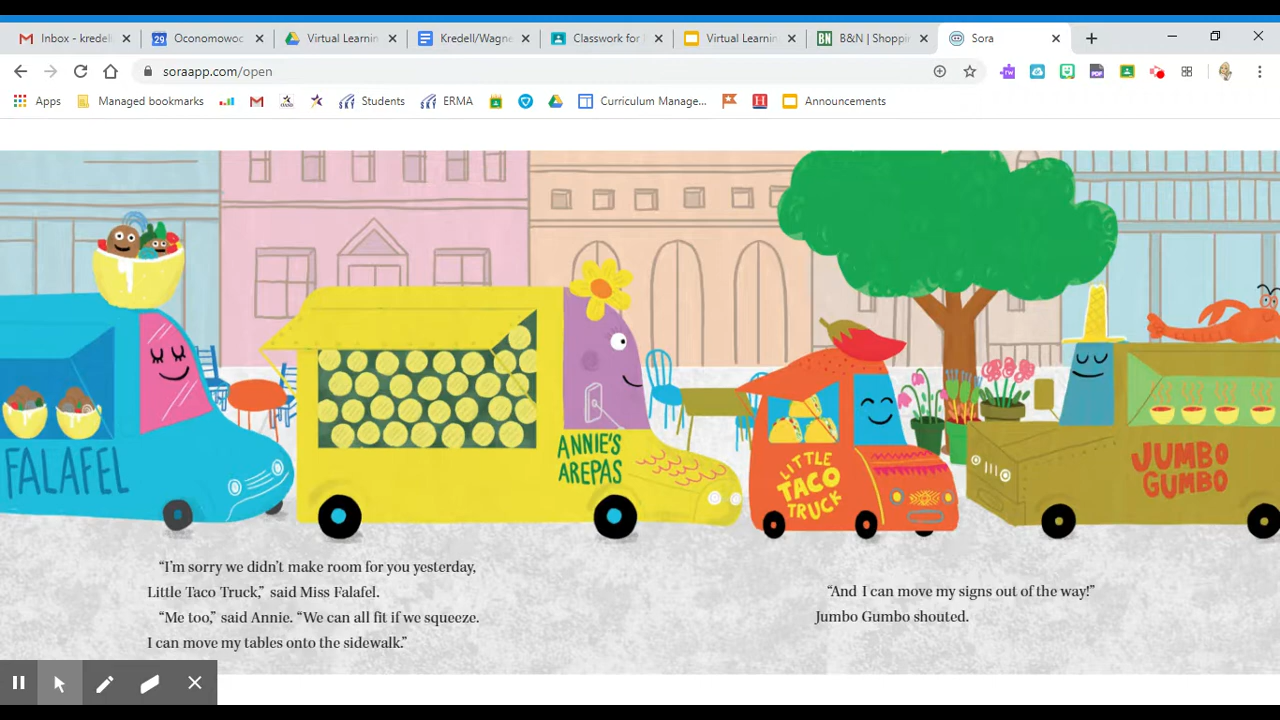 Inbox - kredel
Oconomowoc
Virtual Learnin
Kredell/Wagne
Classwork for
Virtual Learnin
BN
B&N | Shoppi
Sora
soraapp.com/open
Apps
Managed bookmarks
Students
ERMA
Curriculum Manage...
H
Announcements
FALAFEL
ANNIE'S
AREPAS
LITTLE
TACO
TRUCK
JUMBO
GUMBO
“I’m sorry we didn’t make room for you yesterday,
Little Taco Truck,” said Miss Falafel.
“Me too,” said Annie. “We can all fit if we squeeze.
I can move my tables onto the sidewalk.”
“And I can move my signs out of the way!”
Jumbo Gumbo shouted.